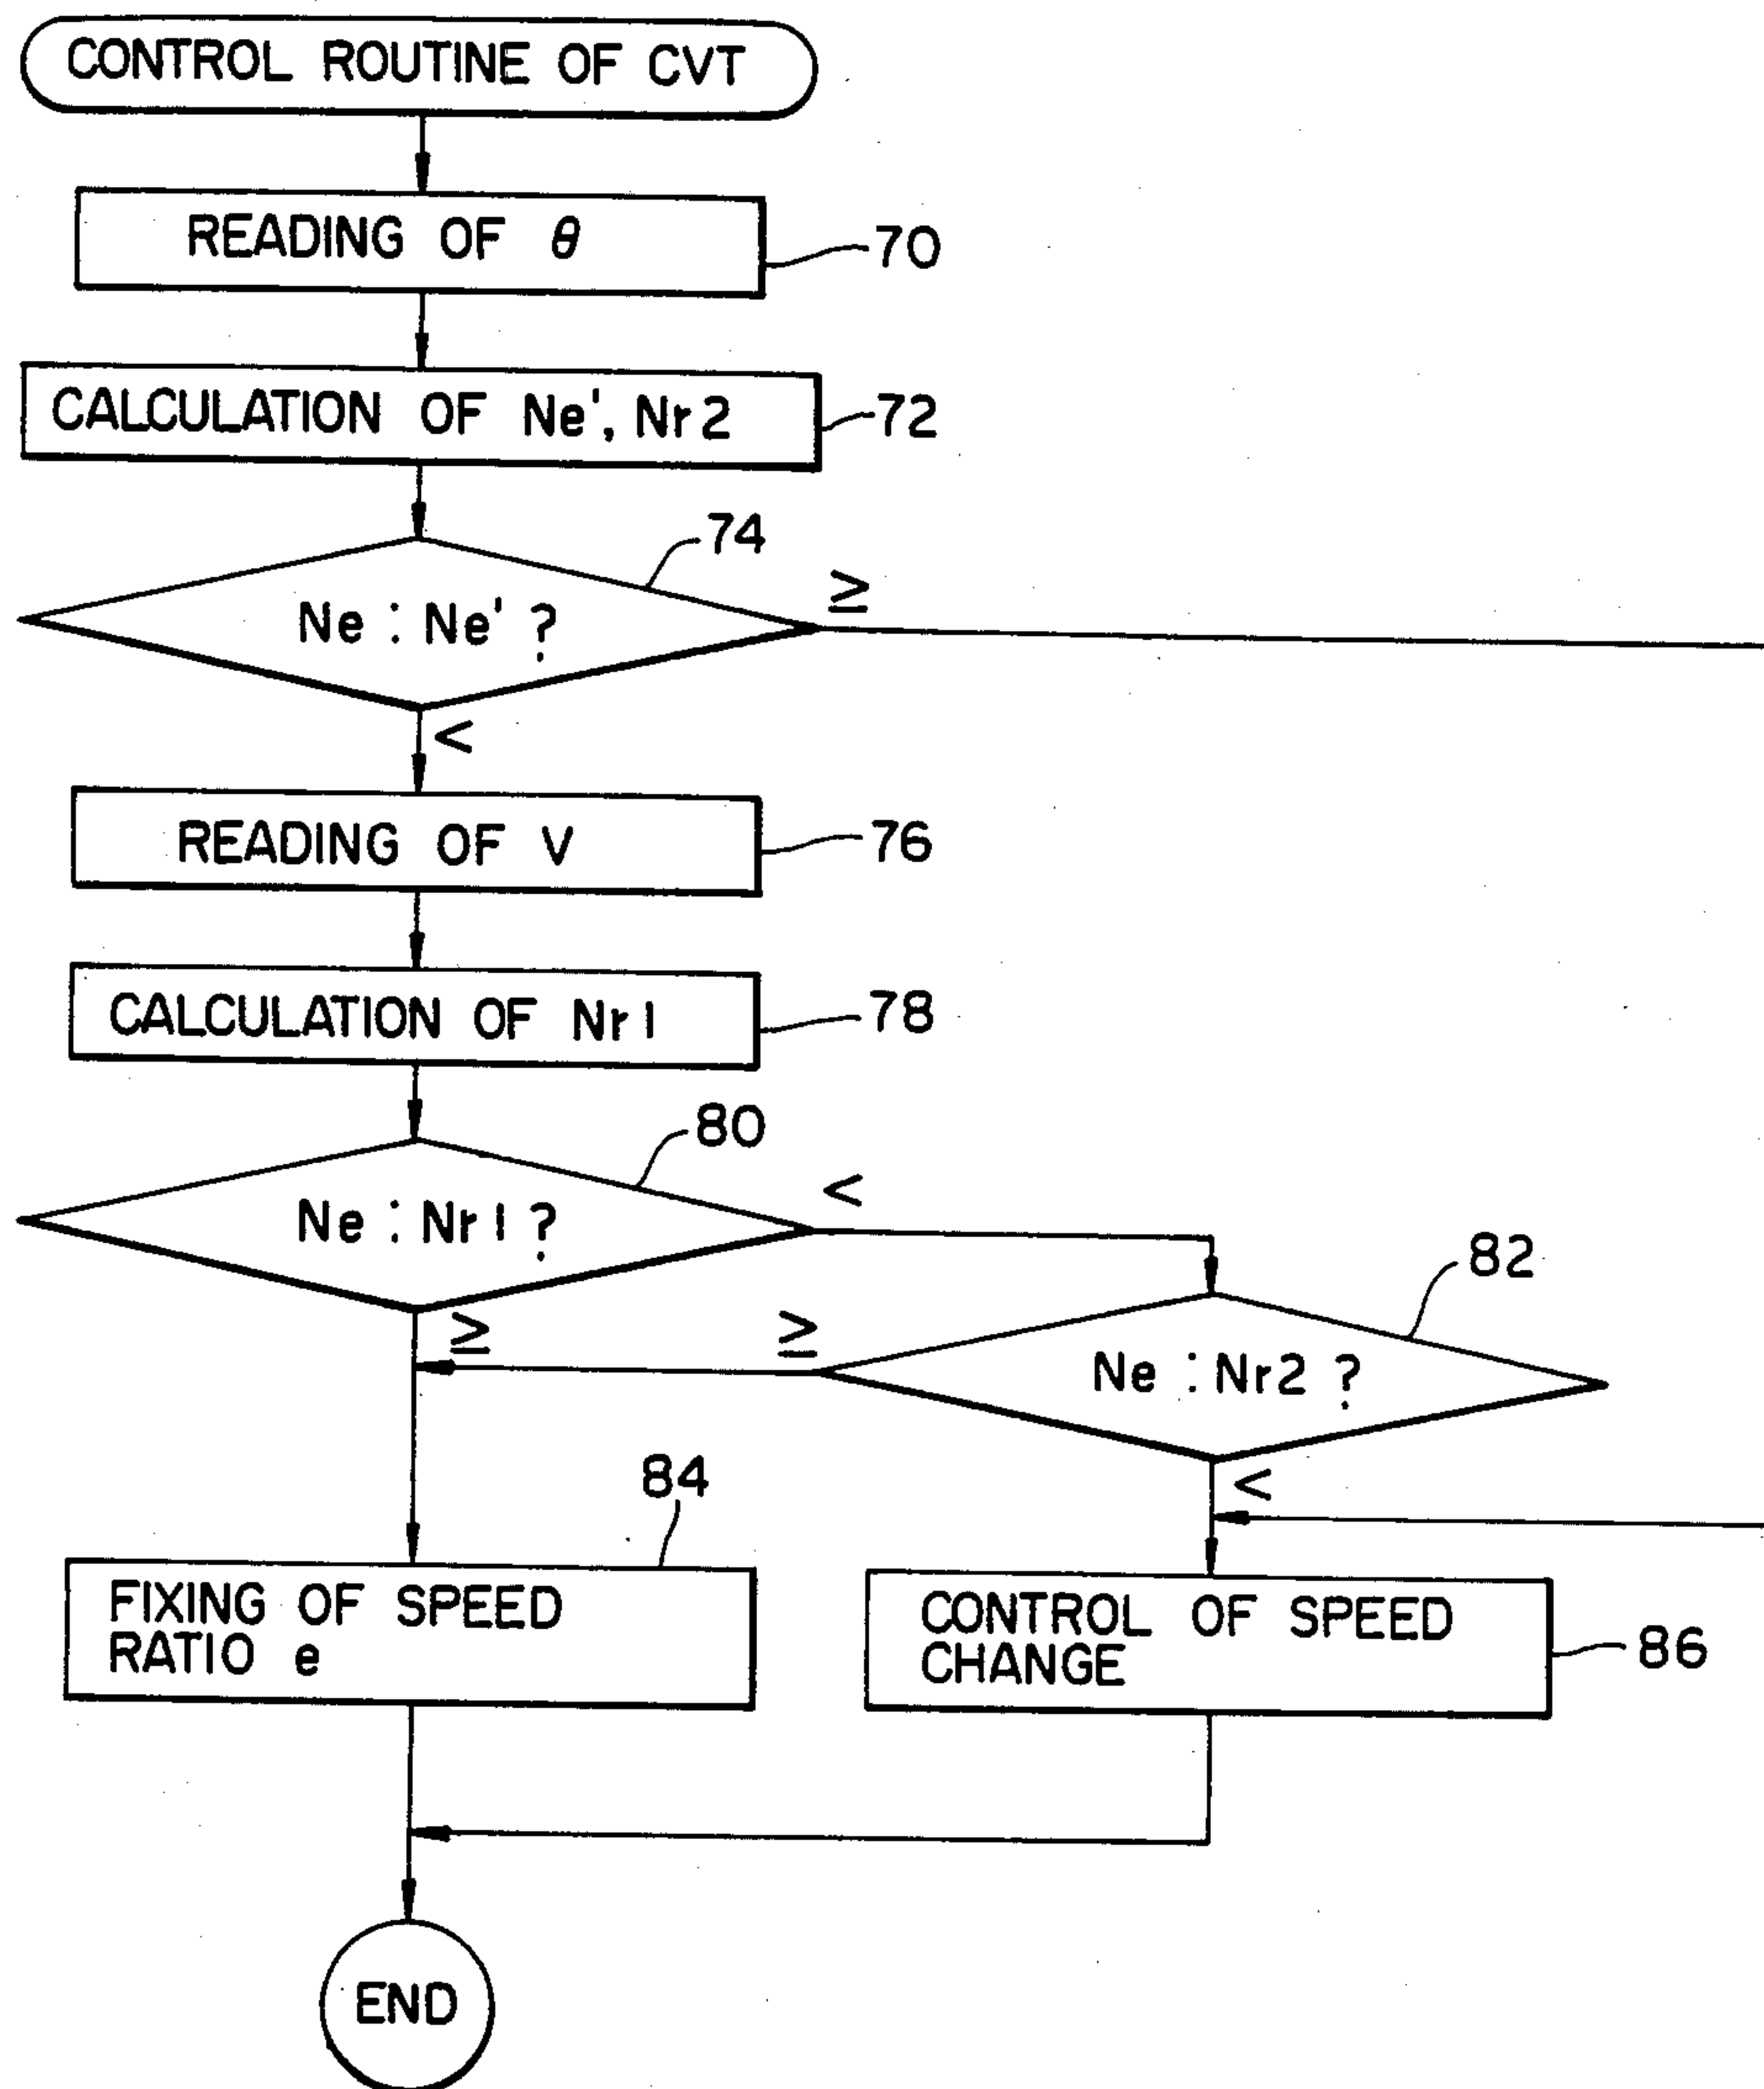 CONTROL ROUTINE OF CVT
READING OF θ
70
CALCULATION OF Ne', Nr2
72
74
Ne : Ne' ?
≥
<
READING OF V
76
CALCULATION OF Nr1
78
80
Ne : Nr1 ?
<
≥
82
Ne : Nr2 ?
≥
<
84
FIXING OF SPEED
RATIO e
CONTROL OF SPEED
CHANGE
86
END